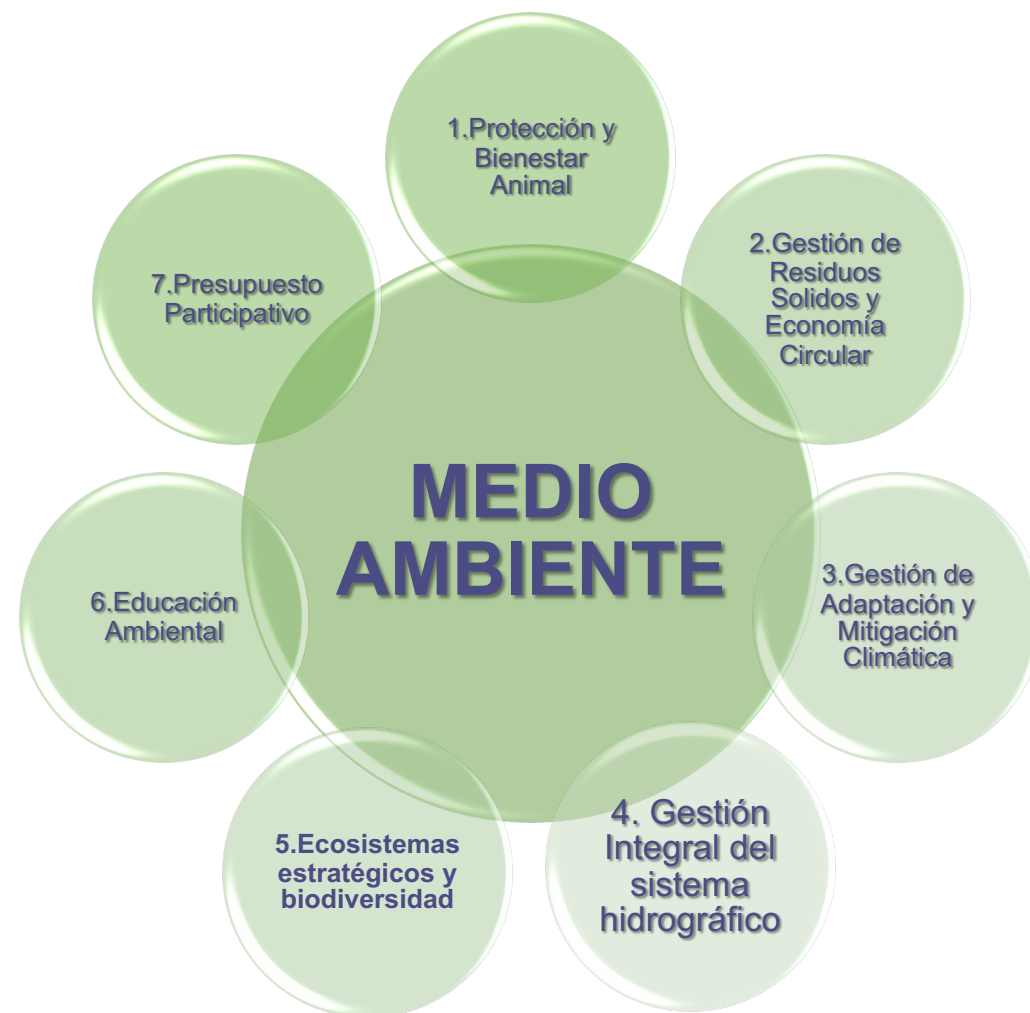 1.Protección y
Bienestar
Animal
2.Gestión de
Residuos
Solidos y
Economía
Circular
3.Gestión de
Adaptación y
Mitigación
Climática
4. Gestión
Integral del
sistema
hidrográfico
5.Ecosistemas
estratégicos y
biodiversidad
6.Educación
Ambiental
7.Presupuesto
Participativo
MEDIO
AMBIENTE